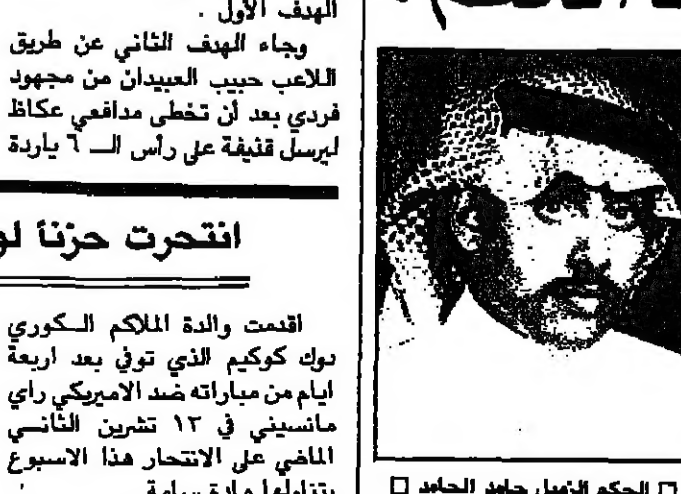 الهدف الأول .
وجاء الهدف الثاني عن طريق
اللاعب حبيب العبيدان من مجهود
فردي بعد أن تخطى مدافعي عكاظ
ليرسل قذيفة على رأس الـ ٦ ياردة
انتحرت حزناً
اقدمت والدة الملاكم الكوري
دوك كوكيم الذي توفي بعد اربعة
ايام من مباراته ضد الاميركي راي
مانسيني في ١٣ تشرين الثاني
الماضي على الانتحار هذا الاسبوع
بتناولها مادة سامة
□ الحكم الزميل حامد الحامد □